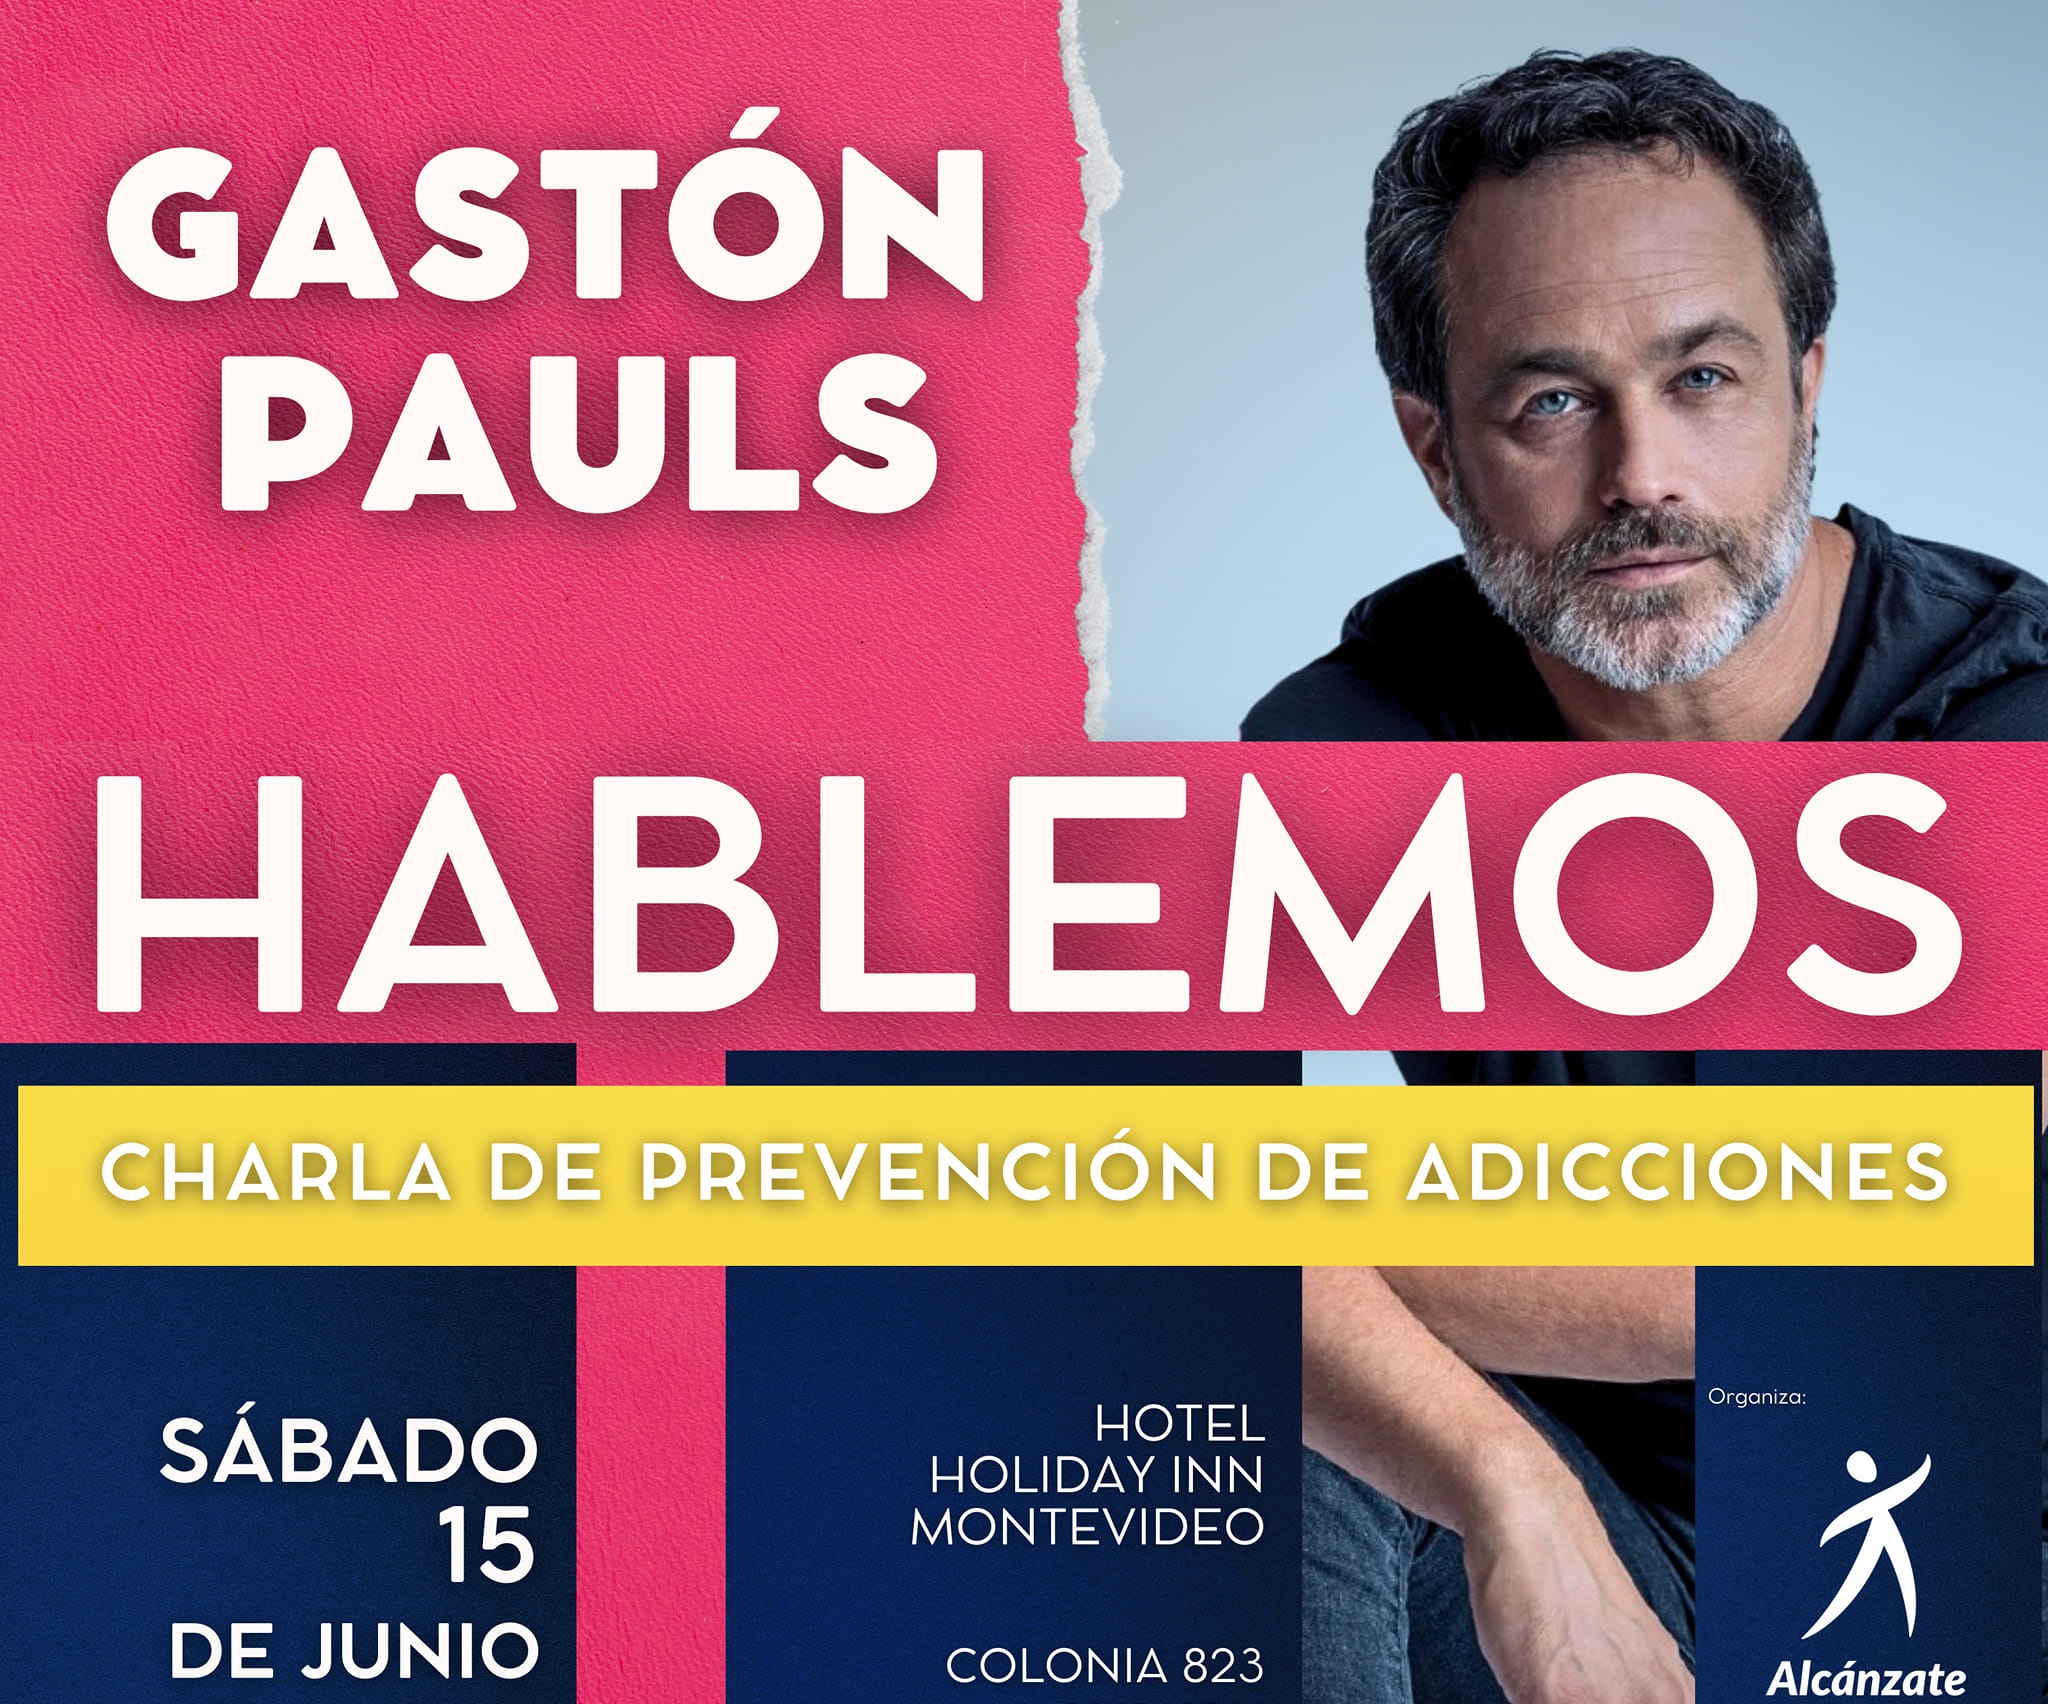 GASTÓN
PAULS
HABLEMOS
CHARLA DE PREVENCIÓN DE ADICCIONES
SÁBADO
15
DE JUNIO
HOTEL
HOLIDAY INN
MONTEVIDEO
COLONIA 823
Organiza:
Alcánzate